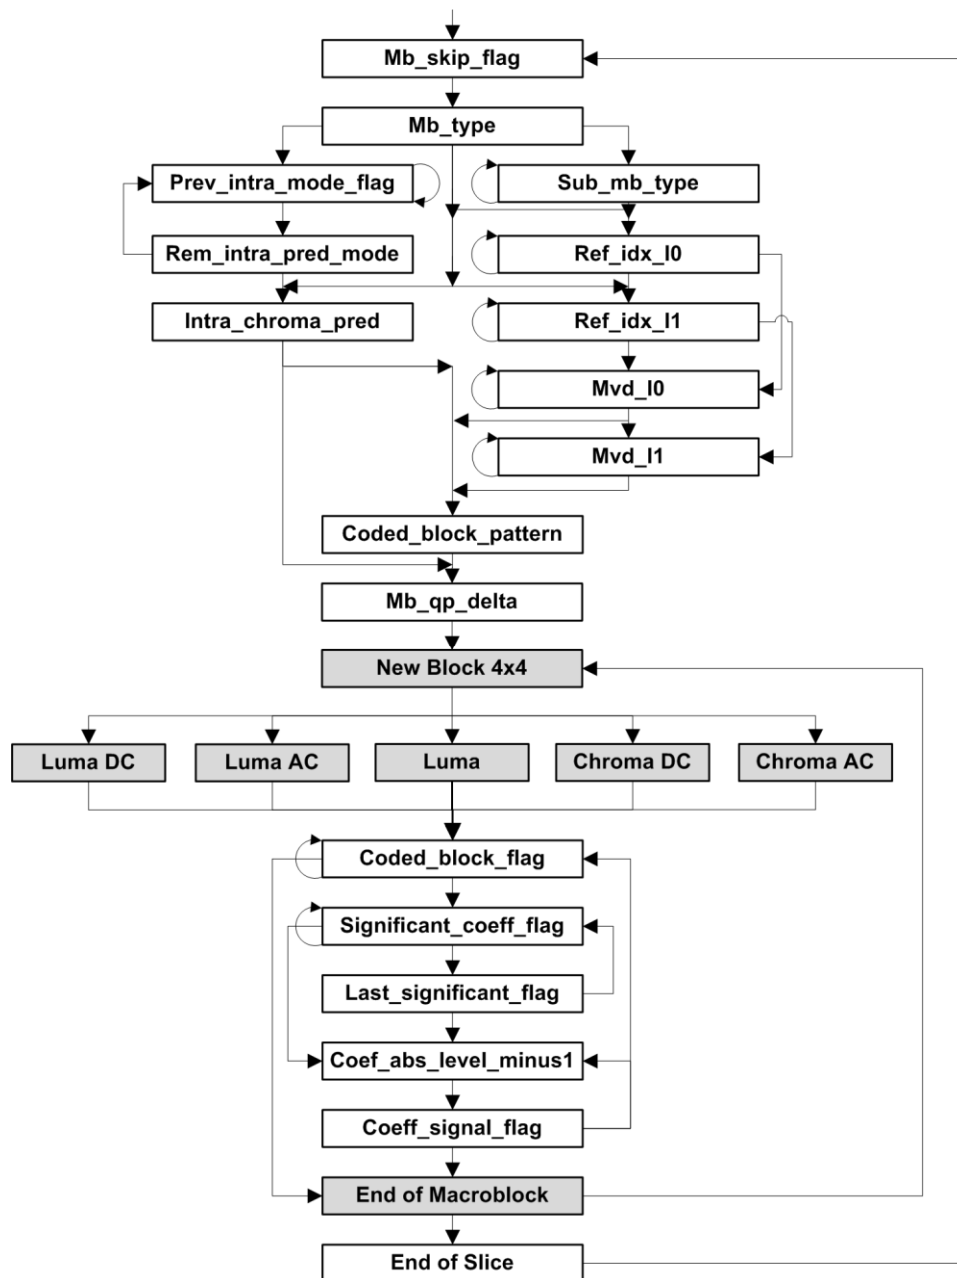 Mb_skip_flag
Mb_type
Prev_intra_mode_flag
Sub_mb_type
Rem_intra_pred_mode
Ref_idx_l0
Intra_chroma_pred
Ref_idx_l1
Mvd_l0
Mvd_l1
Coded_block_pattern
Mb_qp_delta
New Block 4x4
Luma DC
Luma AC
Luma
Chroma DC
Chroma AC
Coded_block_flag
Significant_coeff_flag
Last_significant_flag
Coef_abs_level_minus1
Coeff_signal_flag
End of Macroblock
End of Slice